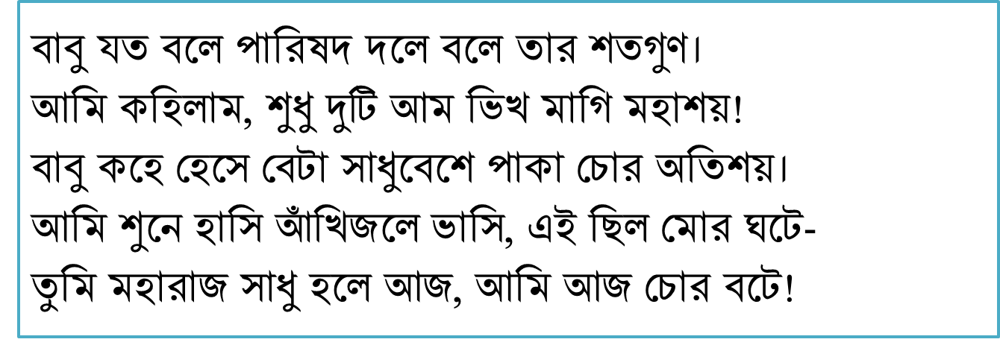 বাবু যত বলে পারিষদ দলে বলে তার শতগুণ।
আমি কহিলাম, শুধু দুটি আম ভিখ মাগি মহাশয়!
বাবু কহে হেসে বেটা সাধুবেশে পাকা চোর অতিশয়।
আমি শুনে হাসি আঁখিজলে ভাসি, এই ছিল মোর ঘটে-
তুমি মহারাজ সাধু হলে আজ, আমি আজ চোর বটে!